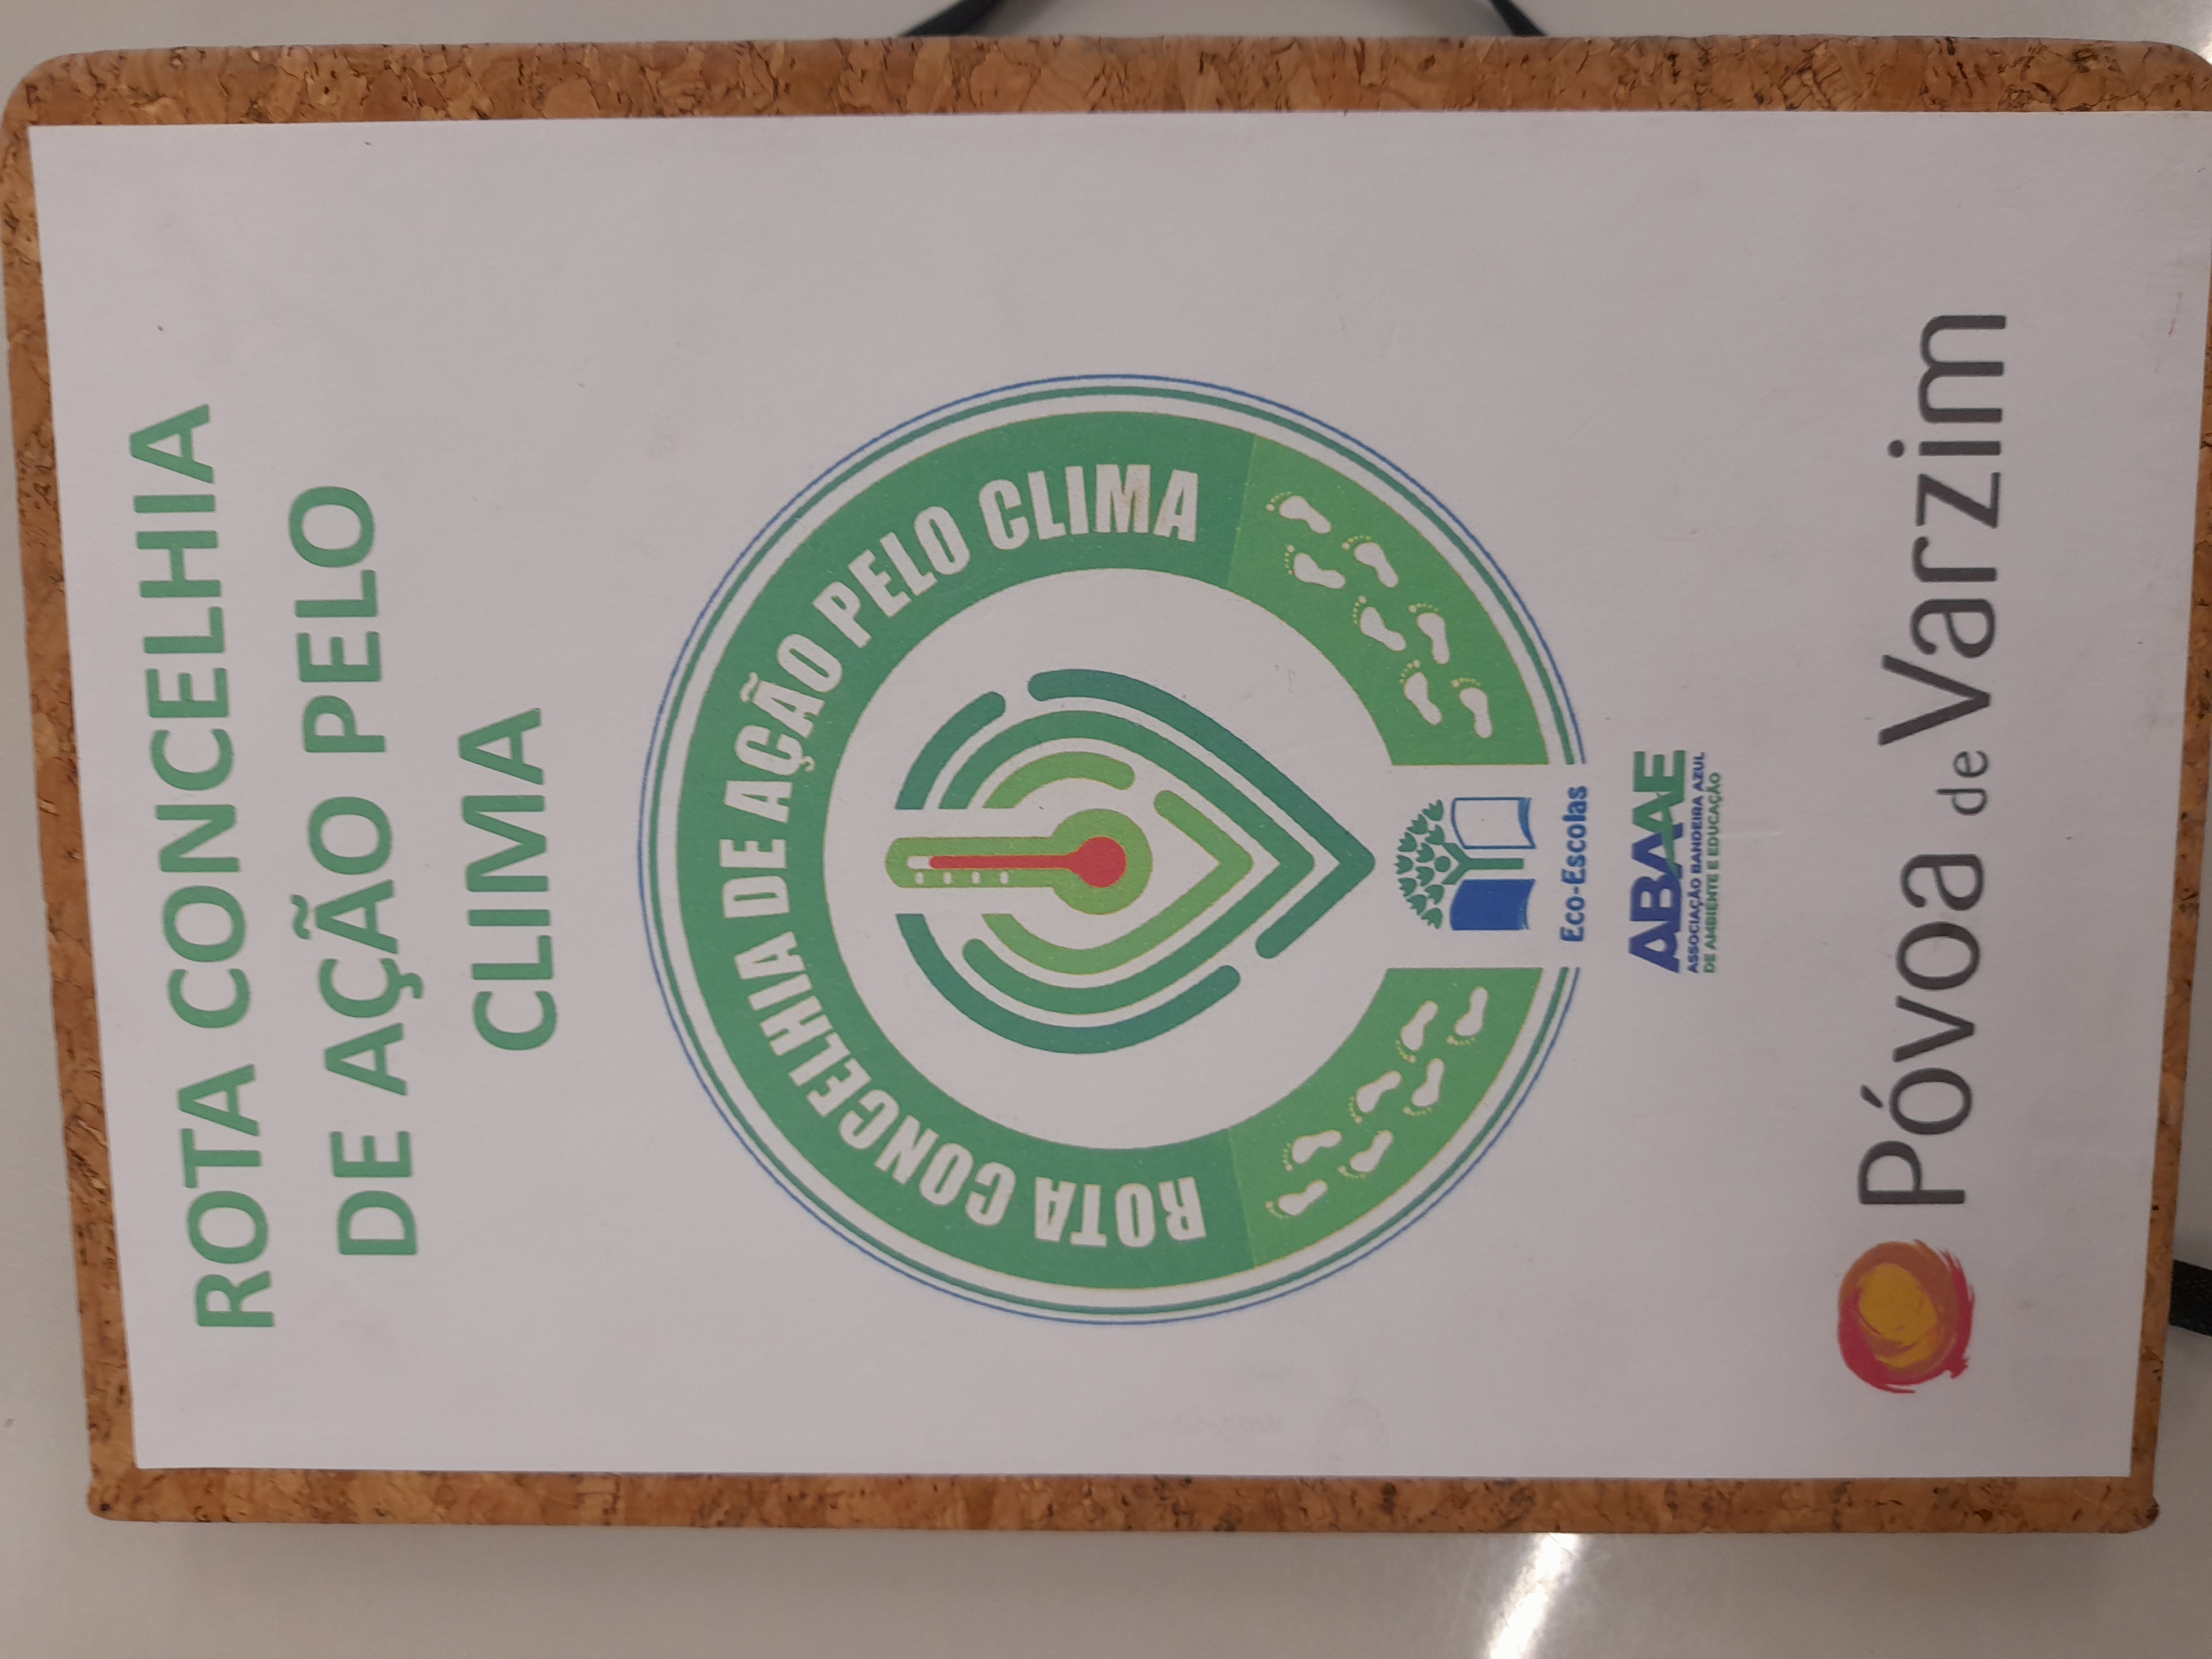 ROTA CONCELHIA
DE AÇÃO PELO
CLIMA
ROTA CONCELHIA DE AÇÃO PELO CLIMA
Eco-Escolas
ABAAE
ASSOCIAÇÃO BANDEIRA AZUL
DE AMBIENTE E EDUCAÇÃO
Póvoa de Varzim